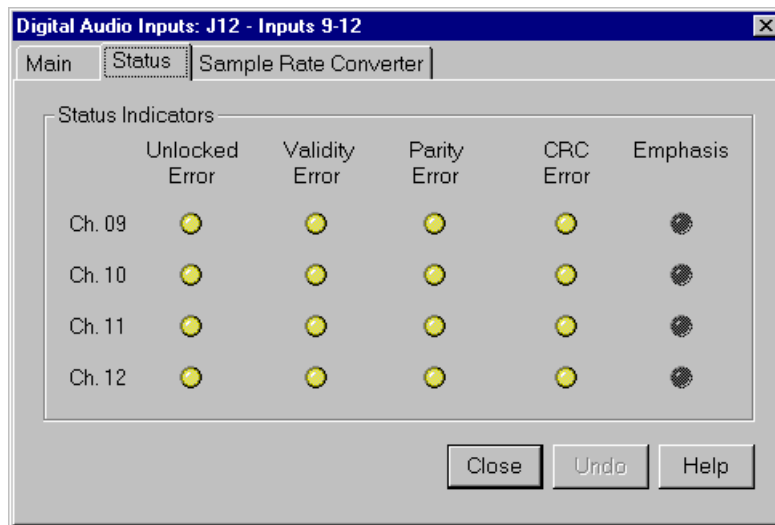 Digital Audio Inputs: J12 - Inputs 9-12
Main Status Sample Rate Converter
Status Indicators
Unlocked Error Validity Error Parity Error CRC Error Emphasis
Ch. 09
Ch. 10
Ch. 11
Ch. 12
Close Undo Help